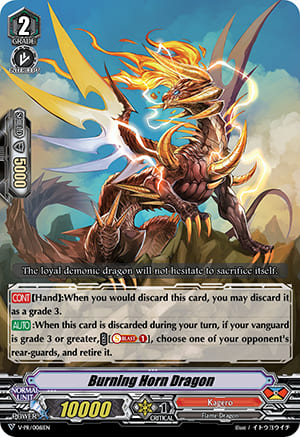 2
GRADE
INTERCEPT
SHIELD
5000
The loyal demonic dragon will not hesitate to sacrifice itself.
CONT [Hand]:When you would discard this card, you may discard it
as a grade 3.
AUTO :When this card is discarded during your turn, if your vanguard
is grade 3 or greater, [SOUL BLAST 1], choose one of your opponent's
rear-guards, and retire it.
Burning Horn Dragon
NORMAL
UNIT
Kagero
POWER
10000
1
CRITICAL
Flame Dragon
V-PR/0081EN
Illust / イトウヨウイチ